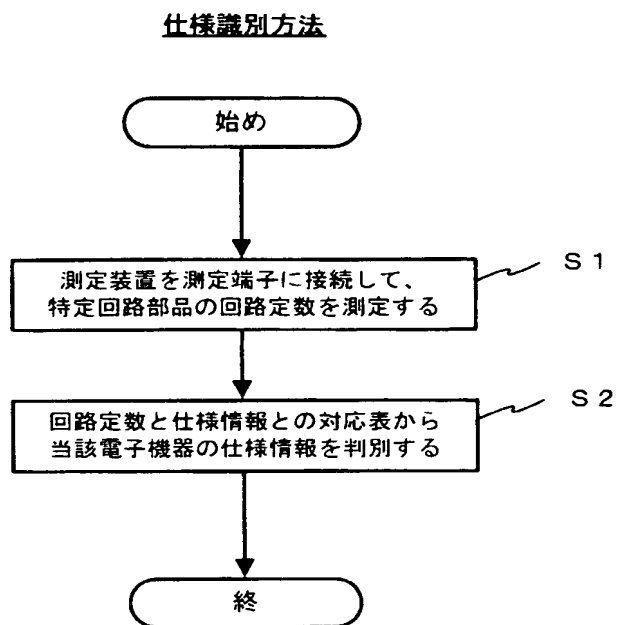 仕様識別方法
始め
測定装置を測定端子に接続して、
特定回路部品の回路定数を測定する
S1
回路定数と仕様情報との対応表から
当該電子機器の仕様情報を判別する
S2
終